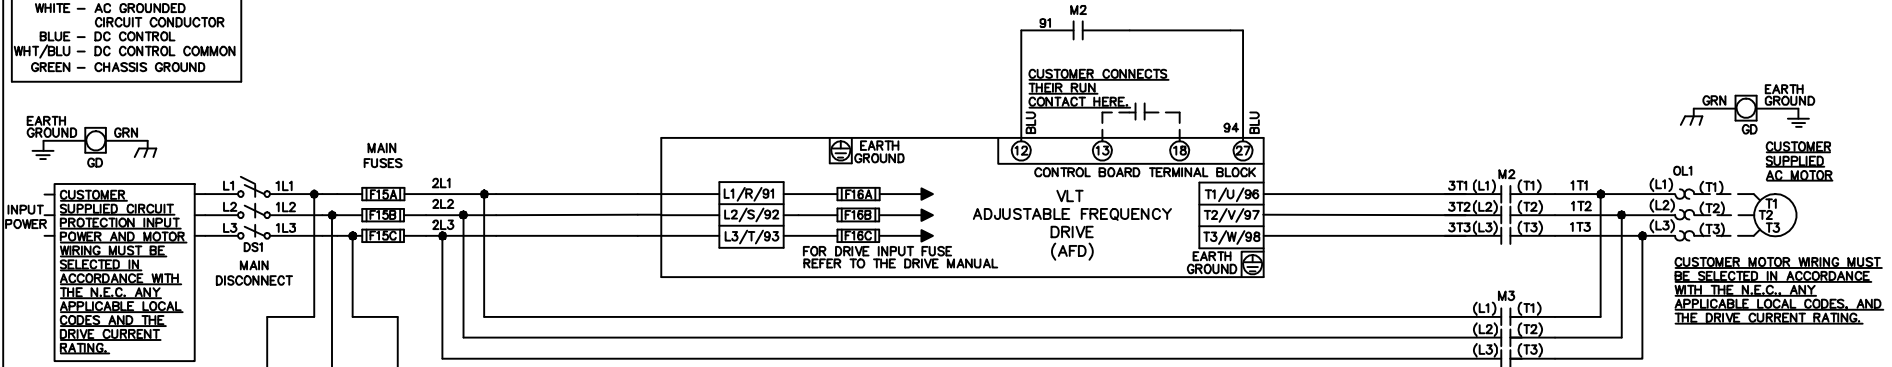 WHITE – AC GROUNDED
CIRCUIT CONDUCTOR
BLUE – DC CONTROL
WHT/BLU – DC CONTROL COMMON
GREEN – CHASSIS GROUND
EARTH
GROUND
GRN
GD
INPUT
POWER
CUSTOMER
SUPPLIED CIRCUIT
PROTECTION INPUT
POWER AND MOTOR
WIRING MUST BE
SELECTED IN
ACCORDANCE WITH
THE N.E.C. ANY
APPLICABLE LOCAL
CODES AND THE
DRIVE CURRENT
RATING.
L1 1L1
L2 1L2
L3 1L3
DS1
MAIN
DISCONNECT
MAIN
FUSES
F15A
F15B
F15C
2L1
2L2
2L3
91
M2
BLU
94
BLU
CUSTOMER CONNECTS
THEIR RUN
CONTACT HERE.
12
13
18
27
CONTROL BOARD TERMINAL BLOCK
EARTH
GROUND
L1/R/91
L2/S/92
L3/T/93
F16A
F16B
F16C
FOR DRIVE INPUT FUSE
REFER TO THE DRIVE MANUAL
VLT
ADJUSTABLE FREQUENCY
DRIVE
(AFD)
T1/U/96
T2/V/97
T3/W/98
EARTH
GROUND
M2
3T1 (L1) (T1) 1T1
3T2(L2) (T2) 1T2
3T3(L3) (T3) 1T3
M3
(L1) (T1)
(L2) (T2)
(L3) (T3)
OL1
(L1) (T1)
(L2) (T2)
(L3) (T3)
T1
T2
T3
GRN
EARTH
GROUND
GD
CUSTOMER
SUPPLIED
AC MOTOR
CUSTOMER MOTOR WIRING MUST
BE SELECTED IN ACCORDANCE
WITH THE N.E.C., ANY
APPLICABLE LOCAL CODES, AND
THE DRIVE CURRENT RATING.